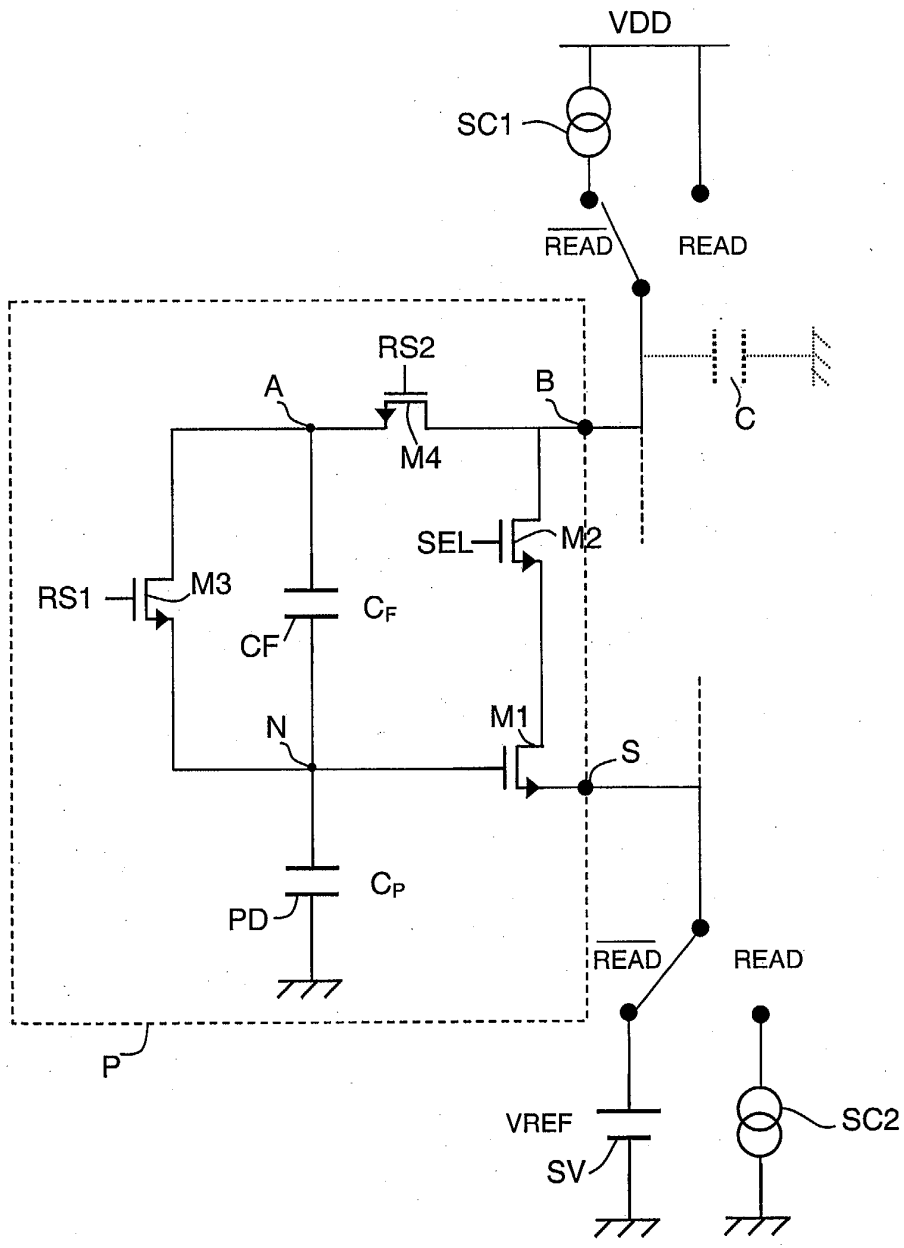 VDD
SC1
READ READ
RS2
A B
M4 C
SEL M2
RS1 M3
CF CF
N M1
S
PD CP
READ READ
P
VREF SC2
SV